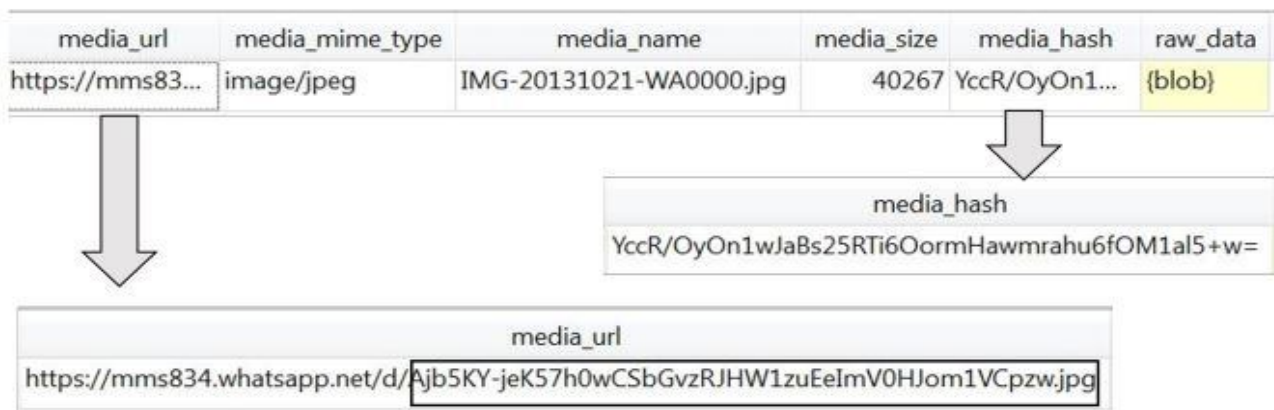 media_url media_mime_type media_name media_size media_hash raw_data
https://mms83... image/jpeg IMG-20131021-WA0000.jpg 40267 YccR/OyOn1... {blob}
media_hash
YccR/OyOn1wJaBs25RTi6OormHawmrahu6fOM1al5+w=
media_url
https://mms834.whatsapp.net/d/Ajb5KY-jeK57h0wCSbGvzRJHW1zuEeImV0HJom1VCpzw.jpg